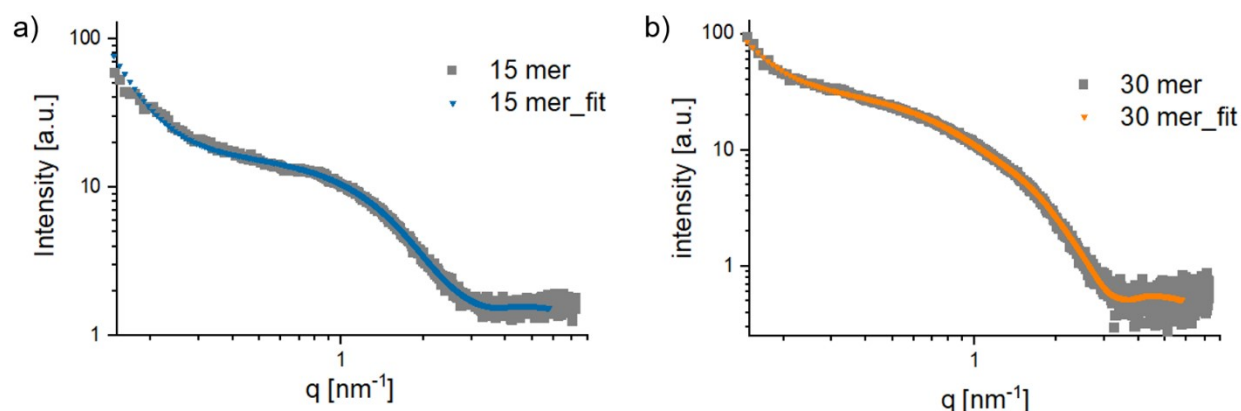 a)
100
10
1
Intensity [a.u.]
15 mer
15 mer_fit
1
q [nm⁻¹]
b)
100
10
1
intensity [a.u.]
30 mer
30 mer_fit
1
q [nm⁻¹]